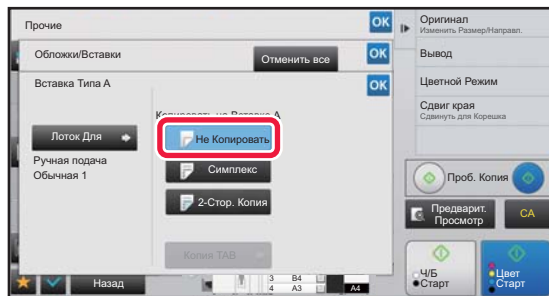 Прочие
OK
Обложки/Вставки
Отменить все
OK
Вставка Типа А
OK
Лоток Для
Ручная подача
Обычная 1
Не Копировать
Симплекс
2-Стор. Копия
Копия TAB
Назад
3 B4
4 A3
A4
Оригинал
Изменить Размер/Направл.
Вывод
Цветной Режим
Сдвиг края
Сдвинуть для Корешка
Проб. Копия
Предварит.
Просмотр
CA
Ч/Б
Старт
Цвет
Старт